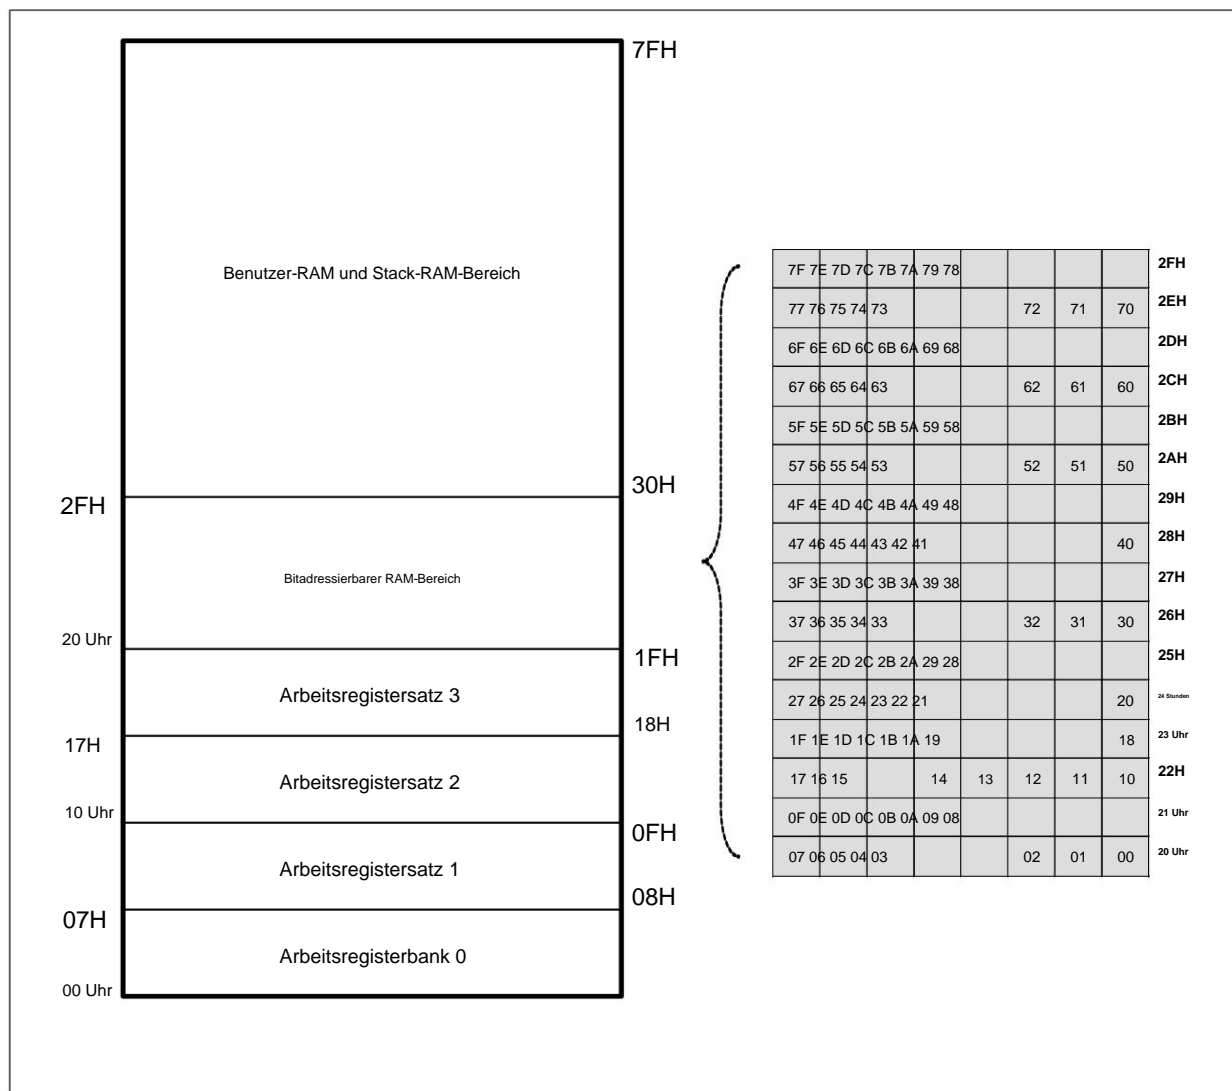 7FH
Benutzer-RAM und Stack-RAM-Bereich
30H
2FH
Bitadressierbarer RAM-Bereich
20 Uhr
1FH
Arbeitsregistersatz 3
18H
17H
Arbeitsregistersatz 2
10 Uhr
0FH
Arbeitsregistersatz 1
08H
07H
Arbeitsregisterbank 0
00 Uhr
7F 7E 7D 7C 7B 7A 79 78 2FH
77 76 75 74 73 72 71 70 2EH
6F 6E 6D 6C 6B 6A 69 68 2DH
67 66 65 64 63 62 61 60 2CH
5F 5E 5D 5C 5B 5A 59 58 2BH
57 56 55 54 53 52 51 50 2AH
4F 4E 4D 4C 4B 4A 49 48 29H
47 46 45 44 43 42 41 40 28H
3F 3E 3D 3C 3B 3A 39 38 27H
37 36 35 34 33 32 31 30 26H
2F 2E 2D 2C 2B 2A 29 28 25H
27 26 25 24 23 22 21 20 24 Stunden
1F 1E 1D 1C 1B 1A 19 18 23 Uhr
17 16 15 14 13 12 11 10 22H
0F 0E 0D 0C 0B 0A 09 08 21 Uhr
07 06 05 04 03 02 01 00 20 Uhr